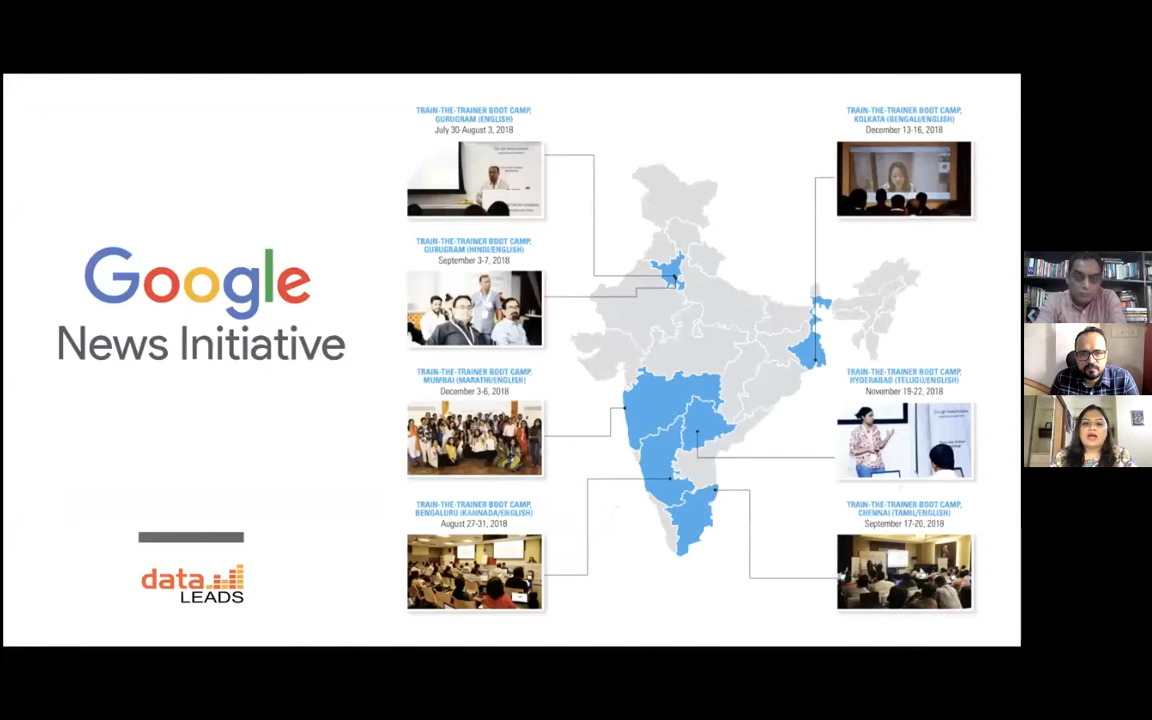 Google
News Initiative
data
LEADS
TRAIN-THE-TRAINER BOOT CAMP,
GURUGRAM (ENGLISH)
July 30-August 3, 2018
TRAIN-THE-TRAINER BOOT CAMP,
GURUGRAM (HINDI/ENGLISH)
September 3-7, 2018
TRAIN-THE-TRAINER BOOT CAMP,
MUMBAI (MARATHI/ENGLISH)
December 3-6, 2018
TRAIN-THE-TRAINER BOOT CAMP,
BENGALURU (KANNADA/ENGLISH)
August 27-31, 2018
TRAIN-THE-TRAINER BOOT CAMP,
KOLKATA (BENGALI/ENGLISH)
December 13-16, 2018
TRAIN-THE-TRAINER BOOT CAMP,
HYDERABAD (TELUGU/ENGLISH)
November 19-22, 2018
TRAIN-THE-TRAINER BOOT CAMP,
CHENNAI (TAMIL/ENGLISH)
September 17-20, 2018